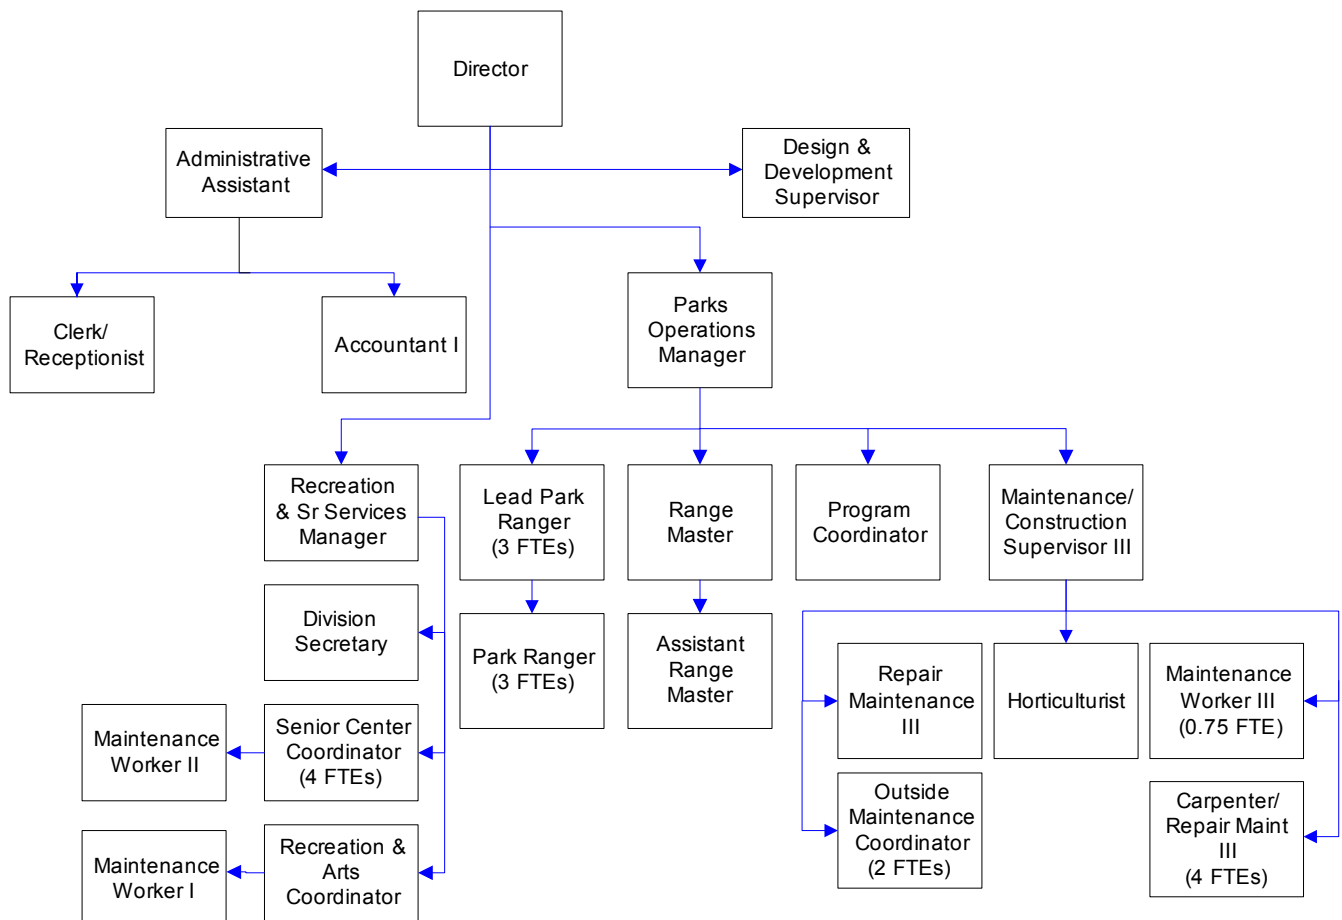 Director
Administrative
Assistant
Design &
Development
Supervisor
Clerk/
Receptionist
Accountant I
Parks
Operations
Manager
Recreation
& Sr Services
Manager
Lead Park
Ranger
(3 FTEs)
Range
Master
Program
Coordinator
Maintenance/
Construction
Supervisor III
Division
Secretary
Park Ranger
(3 FTEs)
Assistant
Range
Master
Repair
Maintenance
III
Horticulturist
Maintenance
Worker III
(0.75 FTE)
Maintenance
Worker II
Senior Center
Coordinator
(4 FTEs)
Outside
Maintenance
Coordinator
(2 FTEs)
Carpenter/
Repair Maint
III
(4 FTEs)
Maintenance
Worker I
Recreation &
Arts
Coordinator